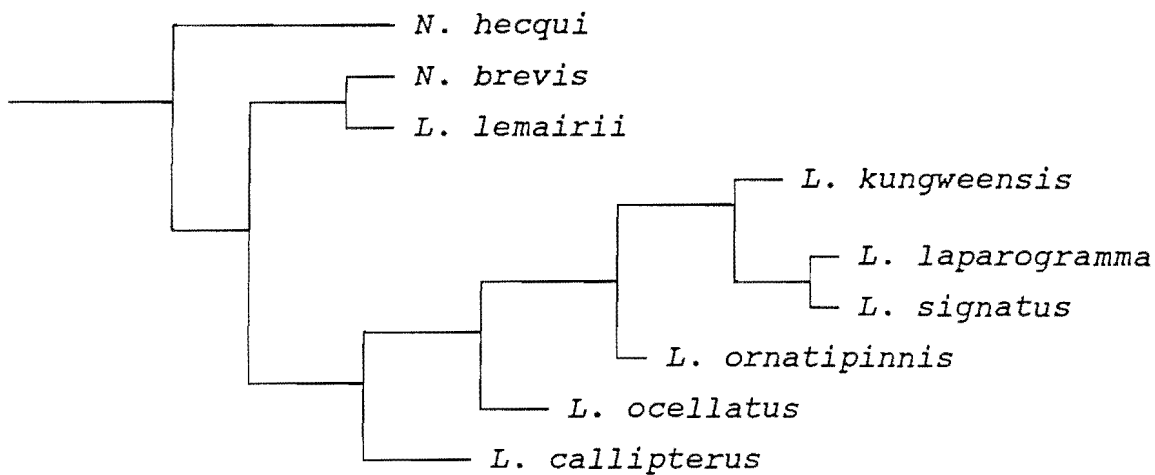 N. hecqui
N. brevis
L. lemairii
L. kungweensis
L. laparogramma
L. signatus
L. ornatipinnis
L. ocellatus
L. callipterus